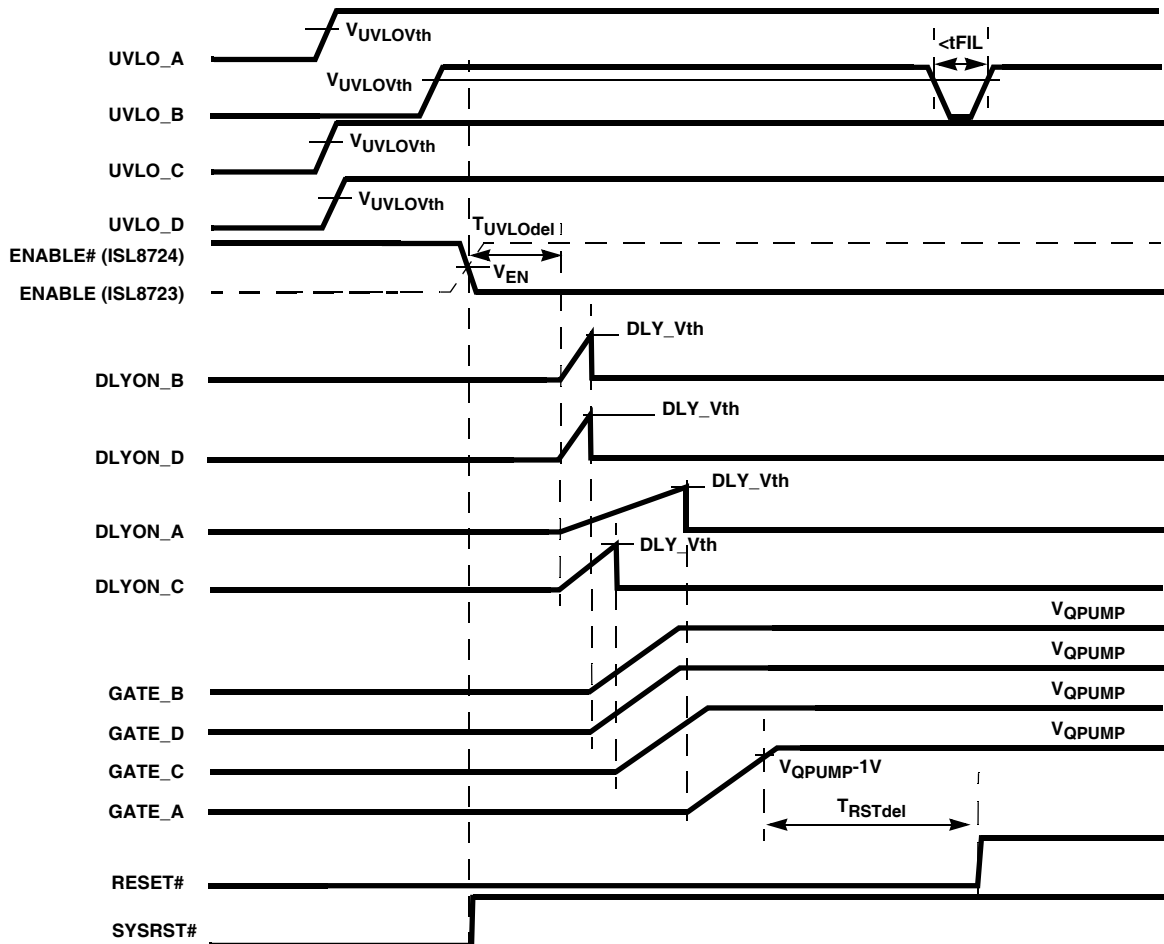 VUVLOVth
UVLO_A
<tFIL
VUVLOVth
UVLO_B
VUVLOVth
UVLO_C
VUVLOVth
UVLO_D
TUVLOdel
ENABLE# (ISL8724)
VEN
ENABLE (ISL8723)
DLY_Vth
DLYON_B
DLY_Vth
DLYON_D
DLY_Vth
DLYON_A
DLY_Vth
DLYON_C
VQPUMP
VQPUMP
GATE_B
VQPUMP
GATE_D
VQPUMP
GATE_C
VQPUMP-1V
GATE_A
TRSTdel
RESET#
SYSRST#